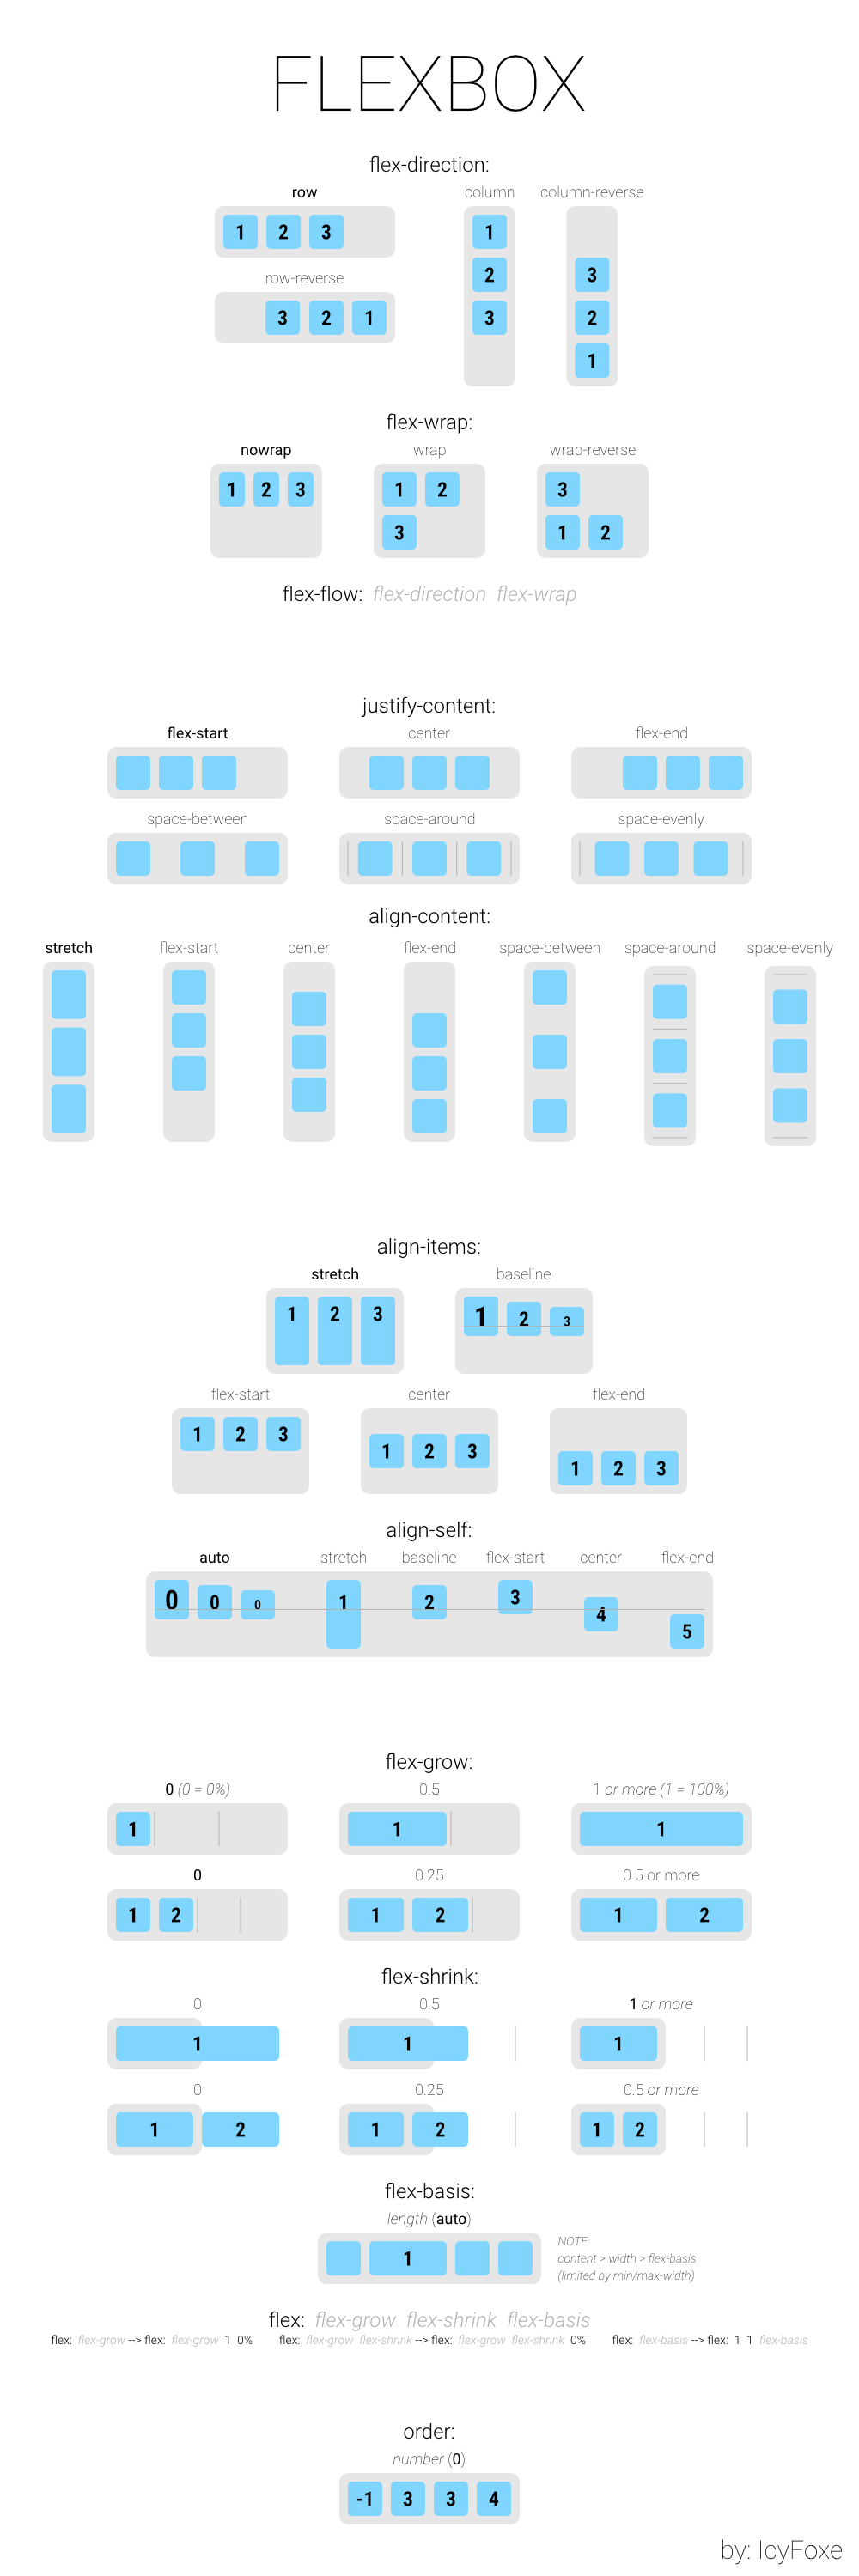 FLEXBOX
flex-direction:
row
1 2 3
row-reverse
3 2 1
column
1
2
3
column-reverse
3
2
1
flex-wrap:
nowrap wrap wrap-reverse
1 2 3
1 2
3
3
1 2
flex-flow: flex-direction flex-wrap
justify-content:
flex-start center flex-end
space-between space-around space-evenly
align-content:
stretch flex-start center flex-end space-between space-around space-evenly
align-items:
stretch baseline
1 2 3 1 2 3
flex-start center flex-end
1 2 3 1 2 3 1 2 3
align-self:
auto stretch baseline flex-start center flex-end
0 0 0 1 2 3 4 5
flex-grow:
0 (0 = 0%) 0.5 1 or more (1 = 100%)
1 1 1
0 0.25 0.5 or more
1 2 1 2 1 2
flex-shrink:
0 0.5 1 or more
1 1 1
0 0.25 0.5 or more
1 2 1 2 1 2
flex-basis:
length (auto)
1
NOTE:
content > width > flex-basis
(limited by min/max-width)
flex: flex-grow flex-shrink flex-basis
flex: flex-grow --> flex: flex-grow 1 0% flex: flex-grow flex-shrink --> flex: flex-grow flex-shrink 0% flex: flex-basis --> flex: 1 1 flex-basis
order:
number (0)
-1 3 3 4
by: IcyFoxe